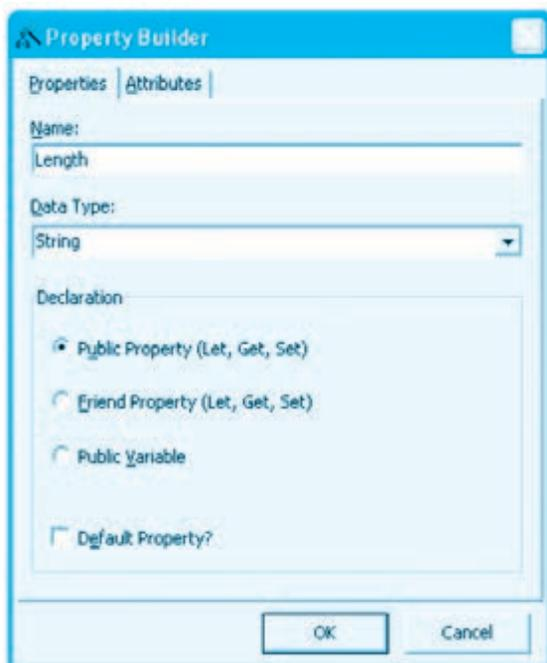 Property Builder
Properties Attributes
Name:
Length
Data Type:
String
Declaration
Public Property (Let, Get, Set)
Friend Property (Let, Get, Set)
Public Variable
Default Property?
OK Cancel